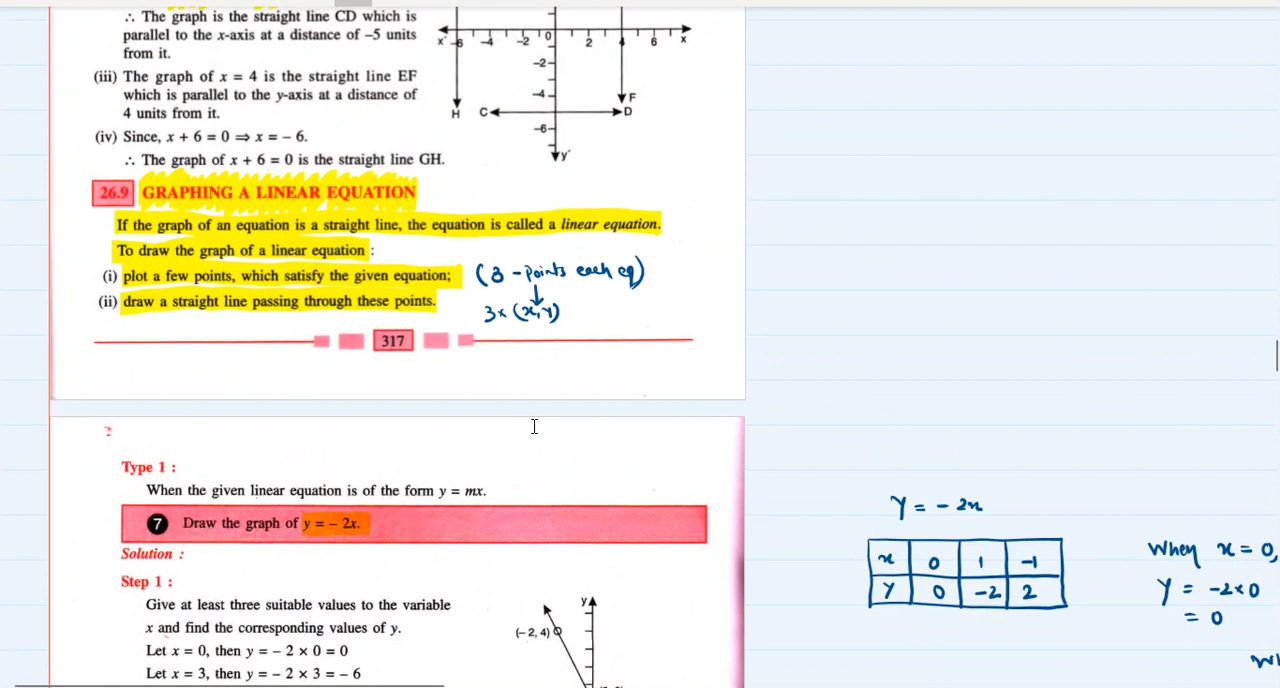 ∴ The graph is the straight line CD which is
parallel to the x-axis at a distance of –5 units
from it.
(iii) The graph of x = 4 is the straight line EF
which is parallel to the y-axis at a distance of
4 units from it.
(iv) Since, x + 6 = 0 ⇒ x = – 6.
∴ The graph of x + 6 = 0 is the straight line GH.
x' –6 –4 –2 0 2 4 6 x
–2
–4
F
H C D
–6
y'
26.9 GRAPHING A LINEAR EQUATION
If the graph of an equation is a straight line, the equation is called a linear equation.
To draw the graph of a linear equation :
(i) plot a few points, which satisfy the given equation;
(ii) draw a straight line passing through these points.
(3 - points each eq)
↓
3x (x,y)
317
Type 1 :
When the given linear equation is of the form y = mx.
7 Draw the graph of y = – 2x.
Solution :
Step 1 :
Give at least three suitable values to the variable
x and find the corresponding values of y.
Let x = 0, then y = – 2 × 0 = 0
Let x = 3, then y = – 2 × 3 = – 6
y
(– 2, 4)
Y = - 2x
x 0 1 -1
Y 0 -2 2
When x = 0,
Y = -2x0
= 0